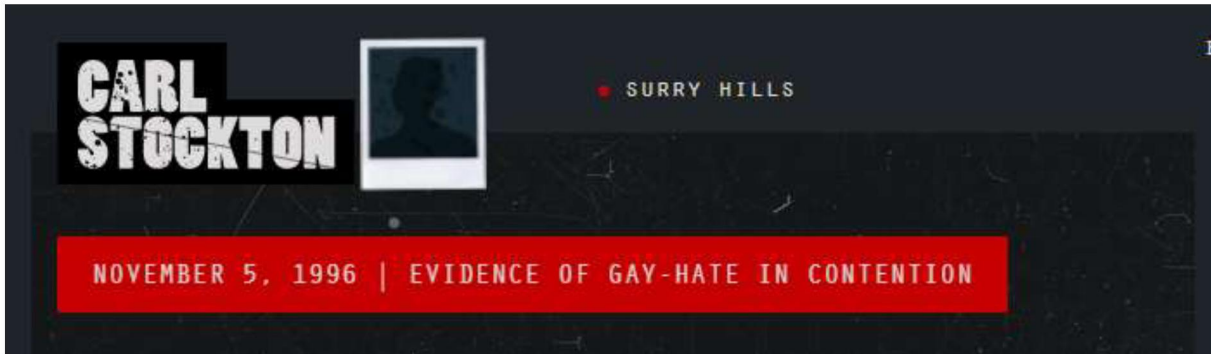 CARL
STOCKTON
SURRY HILLS
NOVEMBER 5, 1996 | EVIDENCE OF GAY-HATE IN CONTENTION